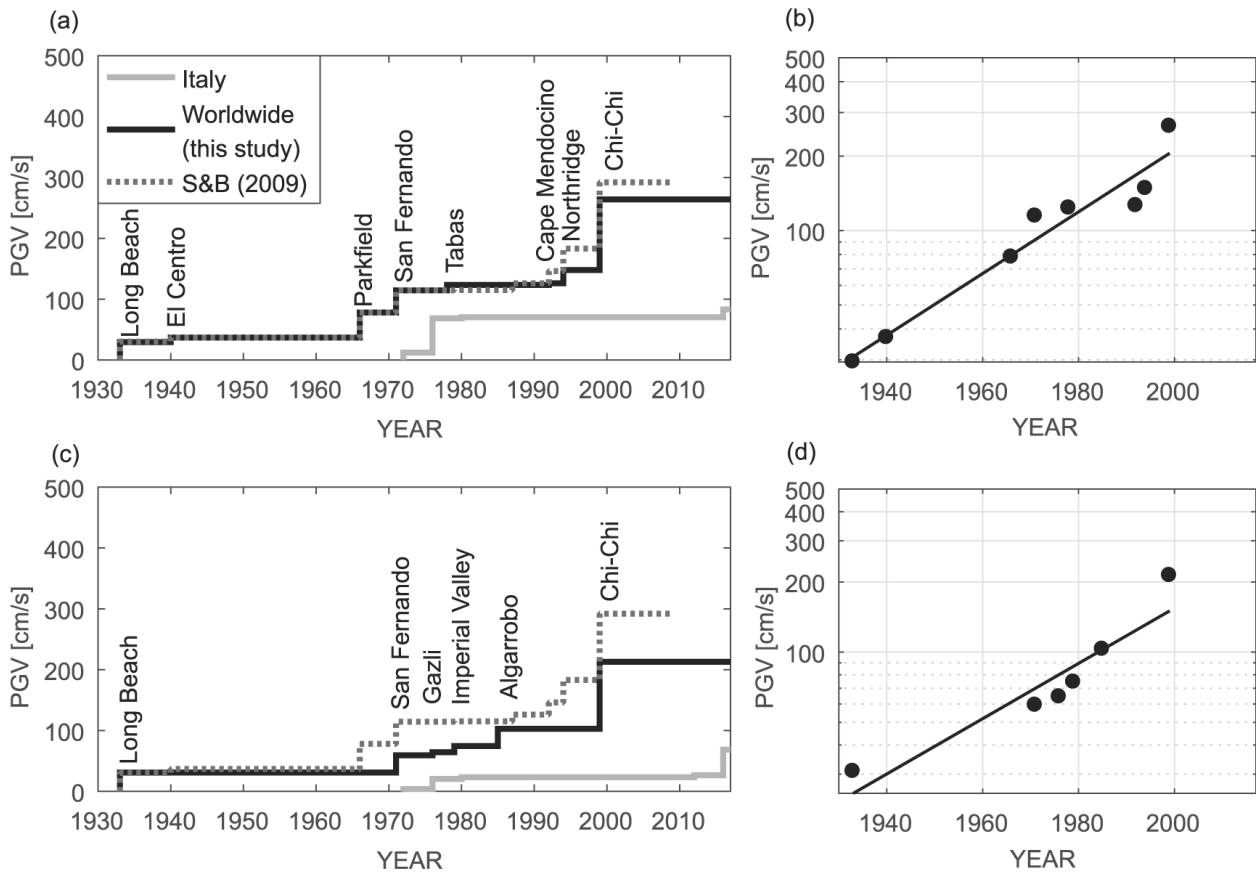 (a)
PGV [cm/s]
500
400
300
200
100
0
Italy
Worldwide
(this study)
S&B (2009)
Long Beach
El Centro
Parkfield
San Fernando
Tabas
Cape Mendocino
Northridge
Chi-Chi
1930 1940 1950 1960 1970 1980 1990 2000 2010
YEAR
(b)
PGV [cm/s]
500
300
200
100
1940 1960 1980 2000
YEAR
(c)
PGV [cm/s]
500
400
300
200
100
0
Long Beach
San Fernando
Gazli
Imperial Valley
Algarrobo
Chi-Chi
1930 1940 1950 1960 1970 1980 1990 2000 2010
YEAR
(d)
PGV [cm/s]
500
400
300
200
100
1940 1960 1980 2000
YEAR